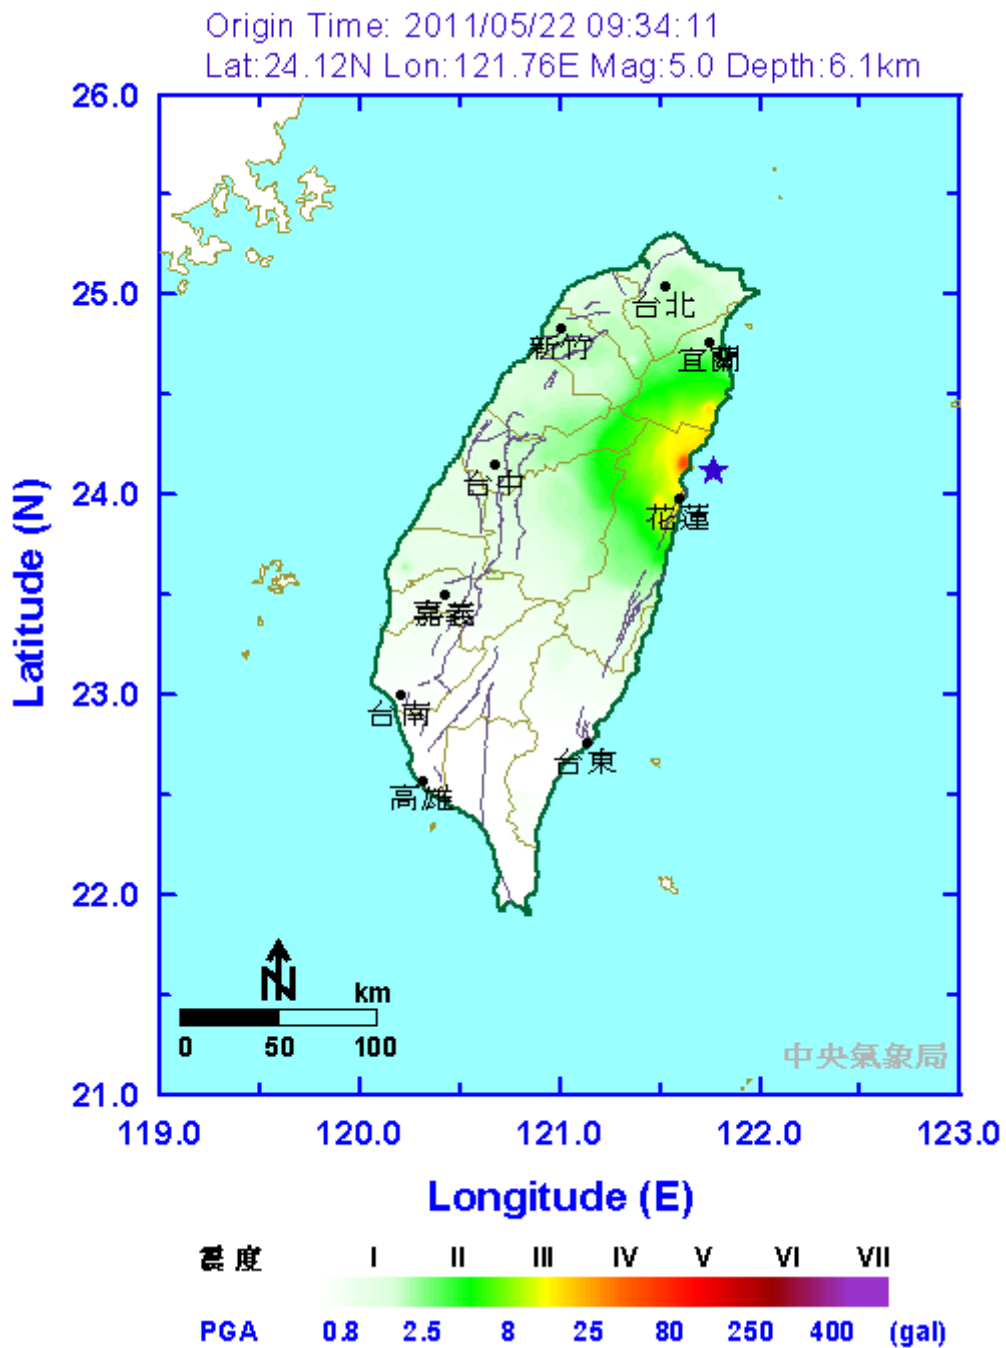 Origin Time: 2011/05/22 09:34:11
Lat:24.12N Lon:121.76E Mag:5.0 Depth:6.1km
26.0
25.0
24.0
23.0
22.0
21.0
Latitude (N)
台北
新竹
宜蘭
台中
花蓮
嘉義
台南
台東
高雄
N
km
0 50 100
中央氣象局
119.0 120.0 121.0 122.0 123.0
Longitude (E)
震度 I II III IV V VI VII
PGA 0.8 2.5 8 25 80 250 400 (gal)